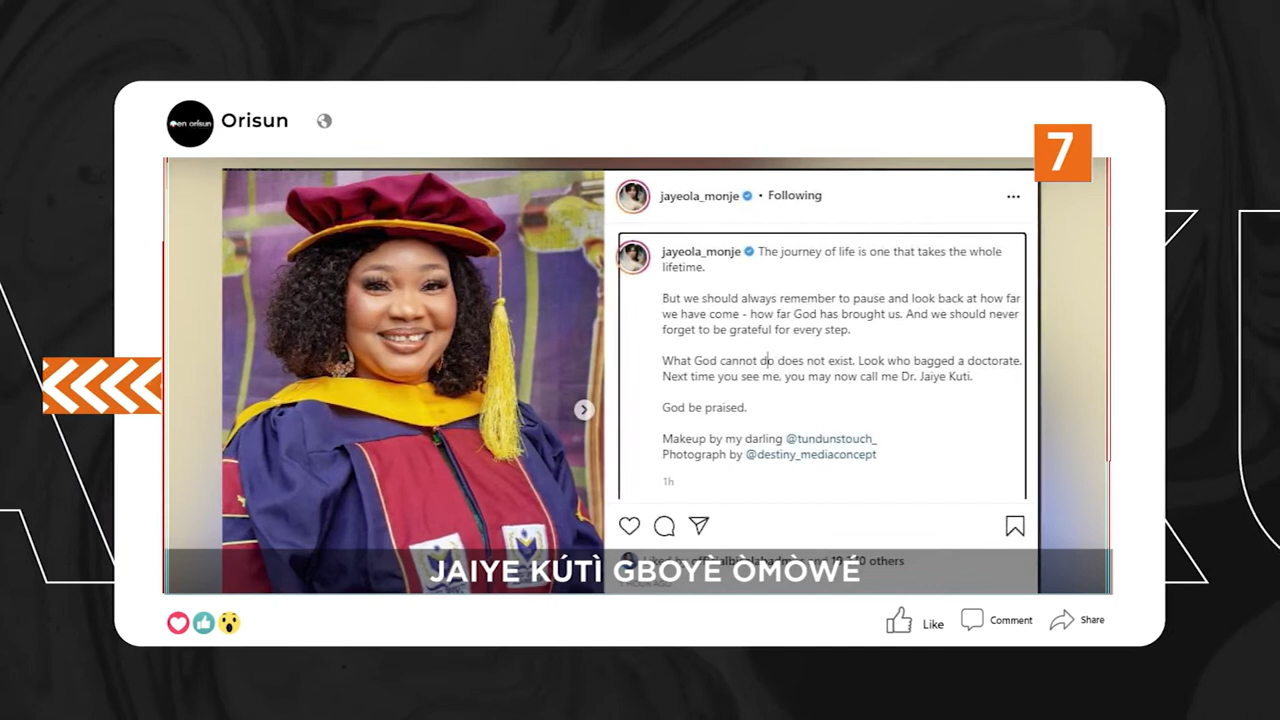 en orisun
Orisun
7
jayeola_monje • Following
jayeola_monje The journey of life is one that takes the whole
lifetime.
But we should always remember to pause and look back at how far
we have come - how far God has brought us. And we should never
forget to be grateful for every step.
What God cannot do does not exist. Look who bagged a doctorate.
Next time you see me, you may now call me Dr. Jaiye Kuti.
God be praised.
Makeup by my darling @tundunstouch_
Photograph by @destiny_mediaconcept
1h
others
JAIYE KÚTÌ GBOYÈ ÒMÒWÉ
Like
Comment
Share